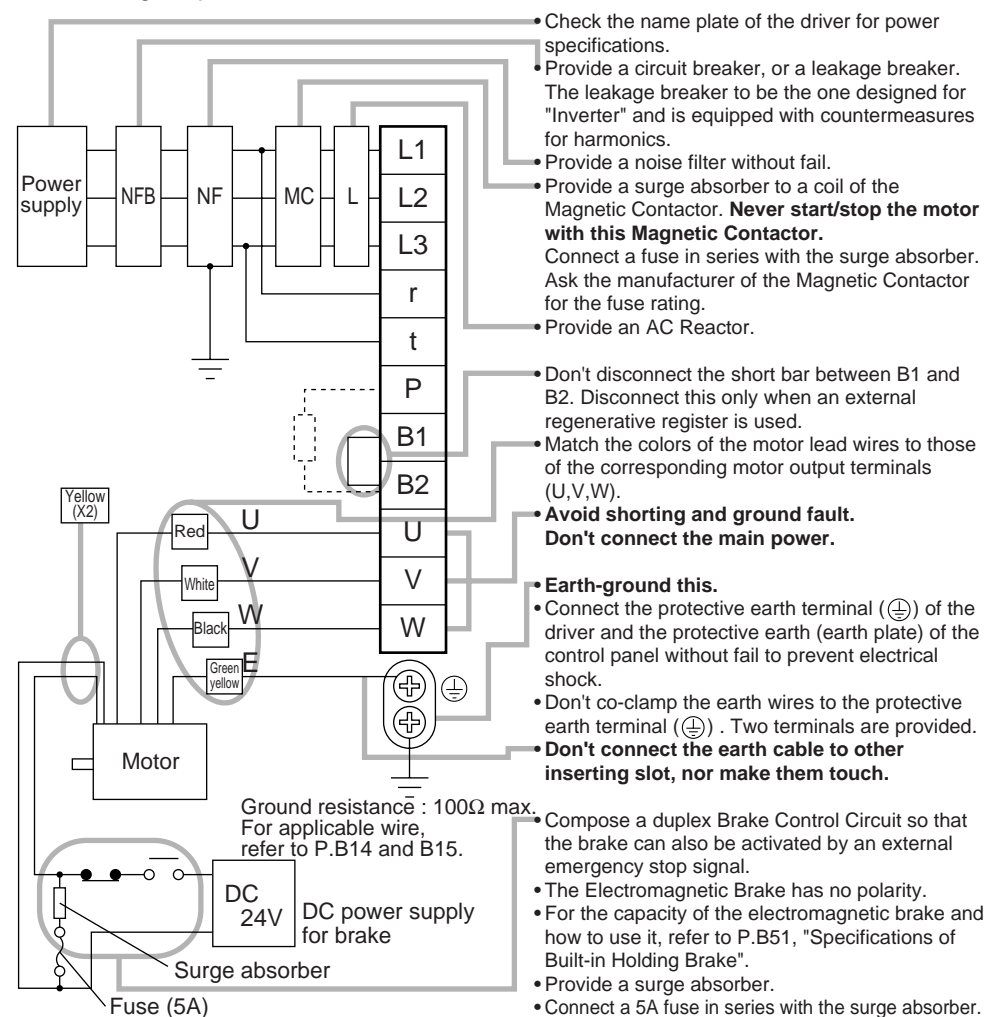 • Check the name plate of the driver for power
specifications.
• Provide a circuit breaker, or a leakage breaker.
The leakage breaker to be the one designed for
"Inverter" and is equipped with countermeasures
for harmonics.
• Provide a noise filter without fail.
• Provide a surge absorber to a coil of the
Magnetic Contactor. Never start/stop the motor
with this Magnetic Contactor.
Connect a fuse in series with the surge absorber.
Ask the manufacturer of the Magnetic Contactor
for the fuse rating.
• Provide an AC Reactor.
• Don't disconnect the short bar between B1 and
B2. Disconnect this only when an external
regenerative register is used.
• Match the colors of the motor lead wires to those
of the corresponding motor output terminals
(U,V,W).
• Avoid shorting and ground fault.
Don't connect the main power.
• Earth-ground this.
• Connect the protective earth terminal (⏚) of the
driver and the protective earth (earth plate) of the
control panel without fail to prevent electrical
shock.
• Don't co-clamp the earth wires to the protective
earth terminal (⏚) . Two terminals are provided.
• Don't connect the earth cable to other
inserting slot, nor make them touch.
• Compose a duplex Brake Control Circuit so that
the brake can also be activated by an external
emergency stop signal.
• The Electromagnetic Brake has no polarity.
• For the capacity of the electromagnetic brake and
how to use it, refer to P.B51, "Specifications of
Built-in Holding Brake".
• Provide a surge absorber.
• Connect a 5A fuse in series with the surge absorber.
Power
supply
NFB
NF
MC
L
L1
L2
L3
r
t
P
B1
B2
U
V
W
Yellow
(X2)
Red
U
White
V
Black
W
Green
yellow
E
Motor
Ground resistance : 100Ω max.
For applicable wire,
refer to P.B14 and B15.
DC
24V
DC power supply
for brake
Surge absorber
Fuse (5A)